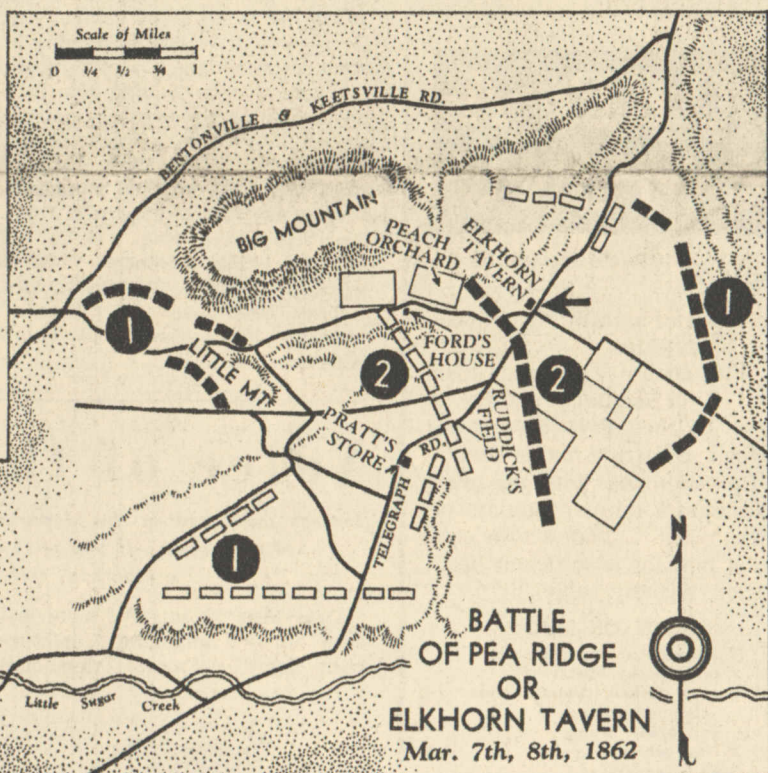 Scale of Miles
0 1/4 1/2 3/4 1
BENTONVILLE & KEETSVILLE RD.
BIG MOUNTAIN
PEACH
ORCHARD
ELKHORN
TAVERN
1
1
LITTLE MT.
FORD'S
HOUSE
2
2
PRATT'S
STORE
RUDDICK'S
FIELD
TELEGRAPH RD.
1
N
BATTLE
OF PEA RIDGE
OR
ELKHORN TAVERN
Mar. 7th, 8th, 1862
Little Sugar Creek